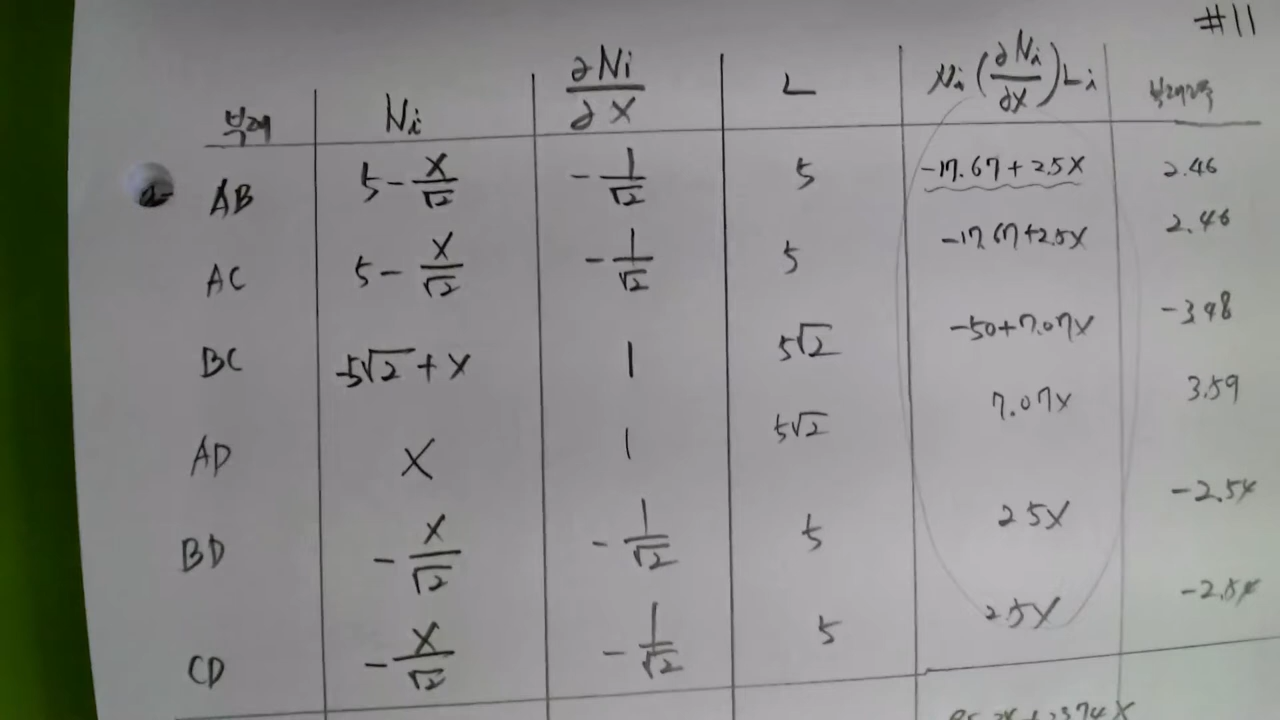 #11
부재 Ni ∂Ni/∂X L Ni(∂Ni/∂X)Li 부재력
AB 5-X/√2 -1/√2 5 -17.67+2.5X 2.46
AC 5-X/√2 -1/√2 5 -17.67+2.5X 2.46
BC -5√2+X 1 5√2 -50+7.07X -3.48
AD X 1 5√2 7.07X 3.59
BD -X/√2 -1/√2 5 2.5X -2.54
CD -X/√2 -1/√2 5 2.5X -2.54